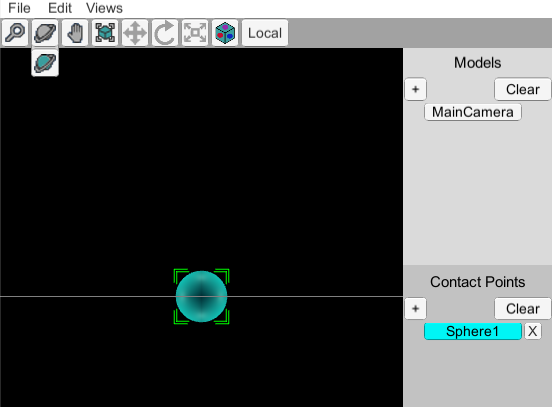 File Edit Views
Local
Models
+ Clear
MainCamera
Contact Points
+ Clear
Sphere1 X